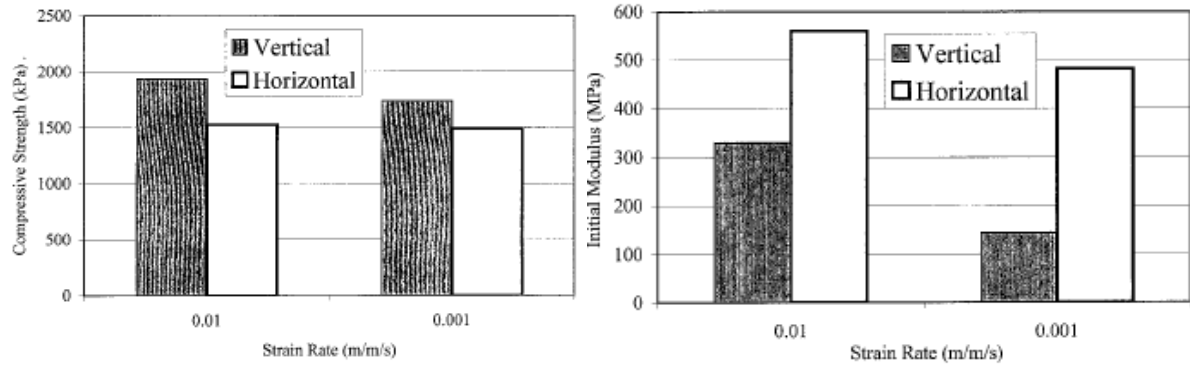 2500
2000
1500
1000
500
0
Compressive Strength (kPa) .
Vertical
Horizontal
0.01
0.001
Strain Rate (m/m/s)
600
500
400
300
200
100
0
Initial Modulus (MPa)
Vertical
Horizontal
0.01
0.001
Strain Rate (m/m/s)